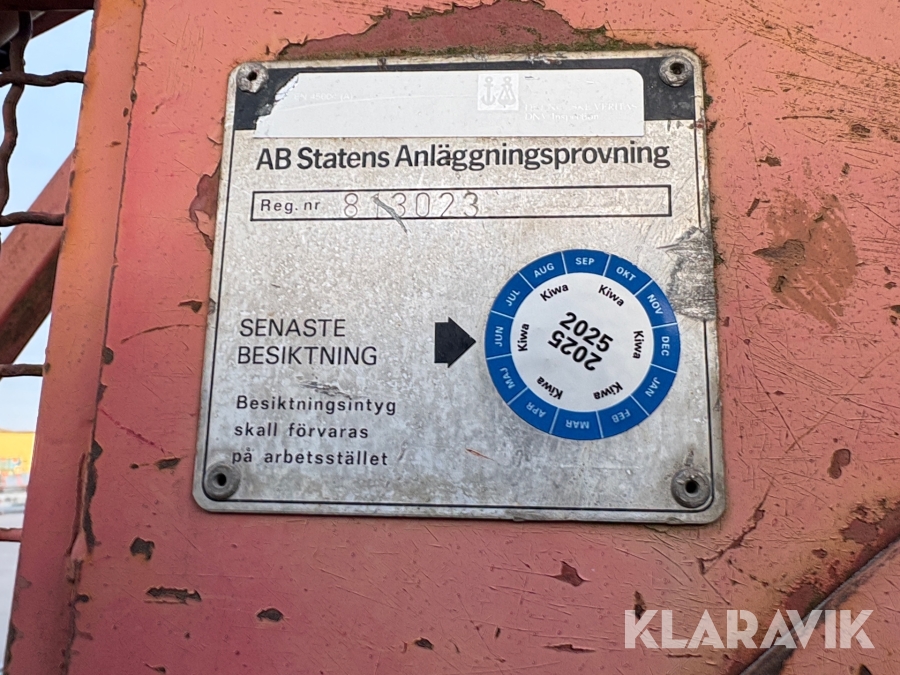 AB Statens Anläggningsprovning
Reg. nr 813023
SENASTE
BESIKTNING
Besiktningsintyg
skall förvaras
på arbetsstället
JAN
FEB
MAR
APR
MAJ
JUN
JUL
AUG
SEP
OKT
NOV
DEC
Kiwa
Kiwa
Kiwa
Kiwa
Kiwa
Kiwa
2025
2025
KLARAVIK